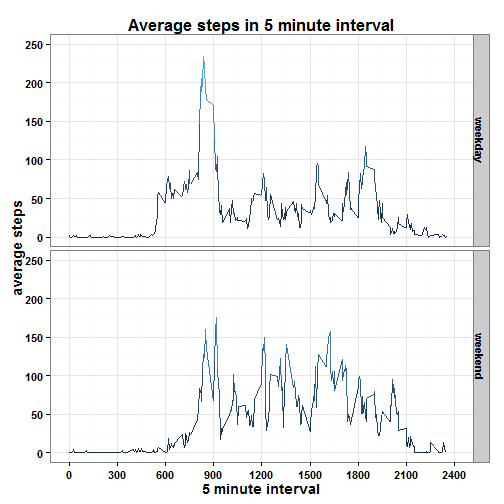 Average steps in 5 minute interval
250
200
150
100
50
0
weekday
average steps
250
200
150
100
50
0
weekend
0 300 600 900 1200 1500 1800 2100 2400
5 minute interval